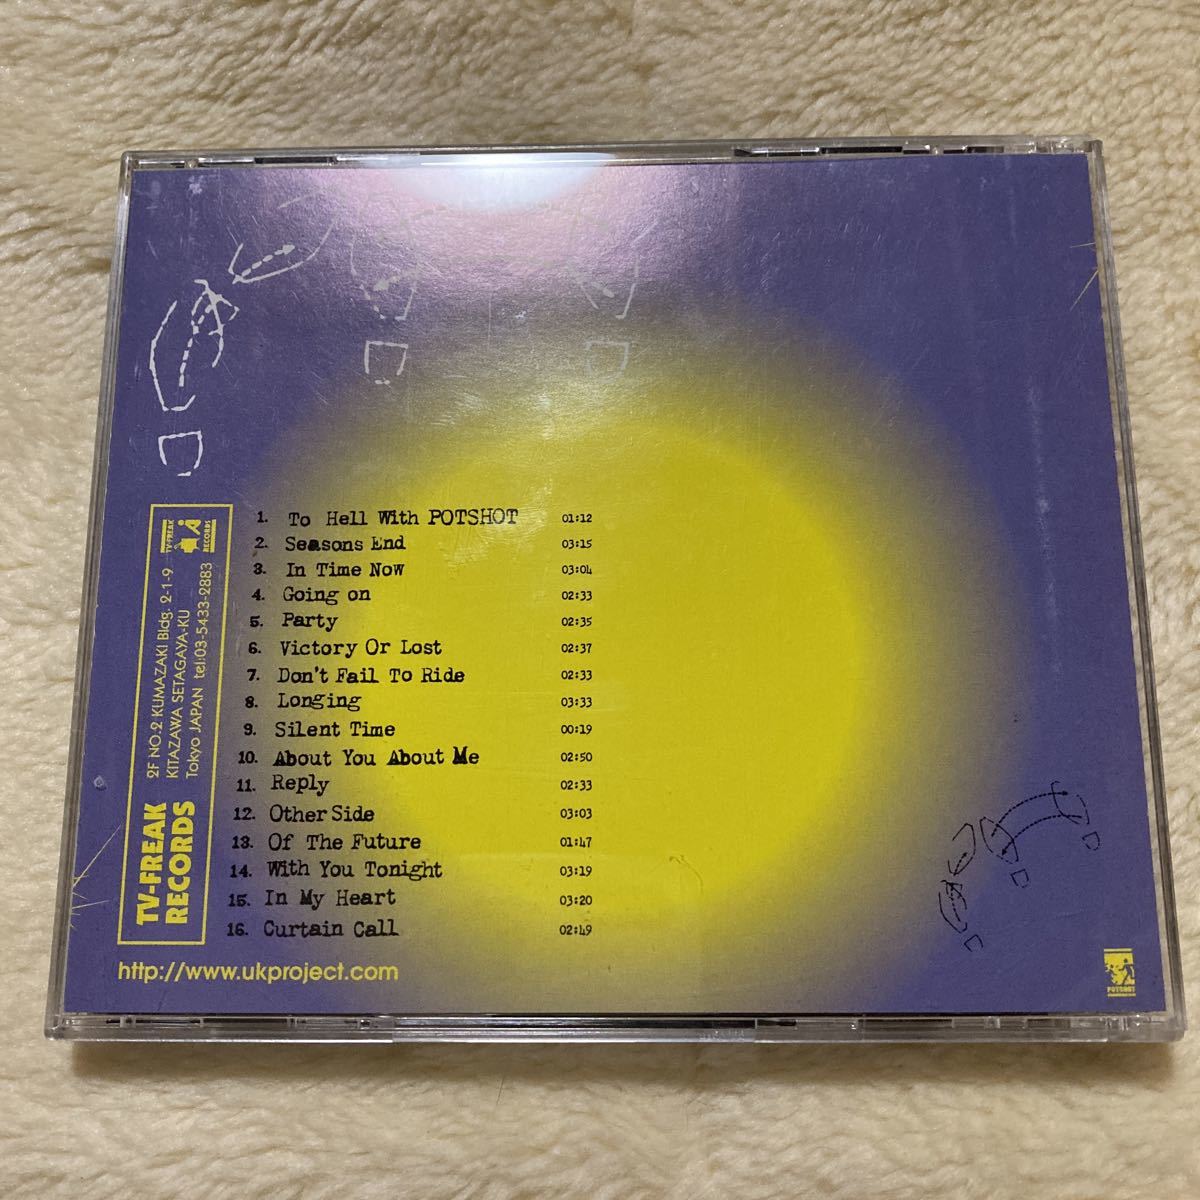 1. To Hell With POTSHOT 01:12
2. Seasons End 03:15
3. In Time Now 03:04
4. Going on 02:33
5. Party 02:35
6. Victory Or Lost 02:37
7. Don't Fail To Ride 02:33
8. Longing 03:33
9. Silent Time 00:19
10. About You About Me 02:50
11. Reply 02:33
12. Other Side 03:03
13. Of The Future 01:47
14. With You Tonight 03:19
15. In My Heart 03:20
16. Curtain Call 02:49
TV-FREAK
RECORDS
2F NO.2 KUMAZAKI Bldg. 2-1-9
KITAZAWA SETAGAYA-KU
Tokyo JAPAN tel:03-5433-2883
TV-FREAK
RECORDS
http://www.ukproject.com
POTSHOT